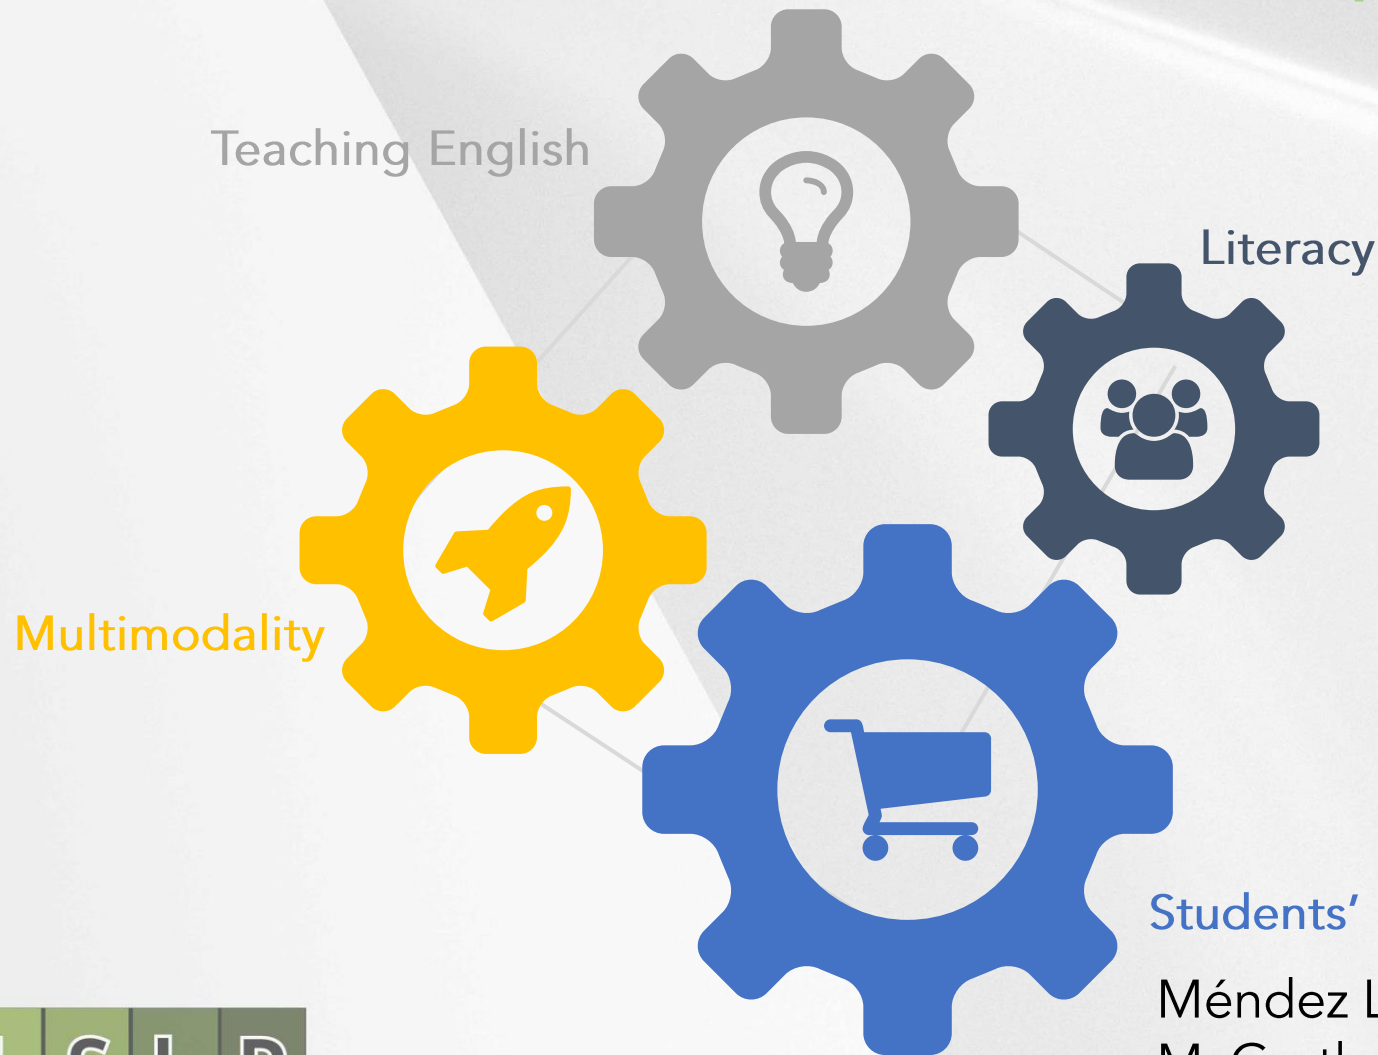 Teaching English
Literacy
Multimodality
Students’
Méndez